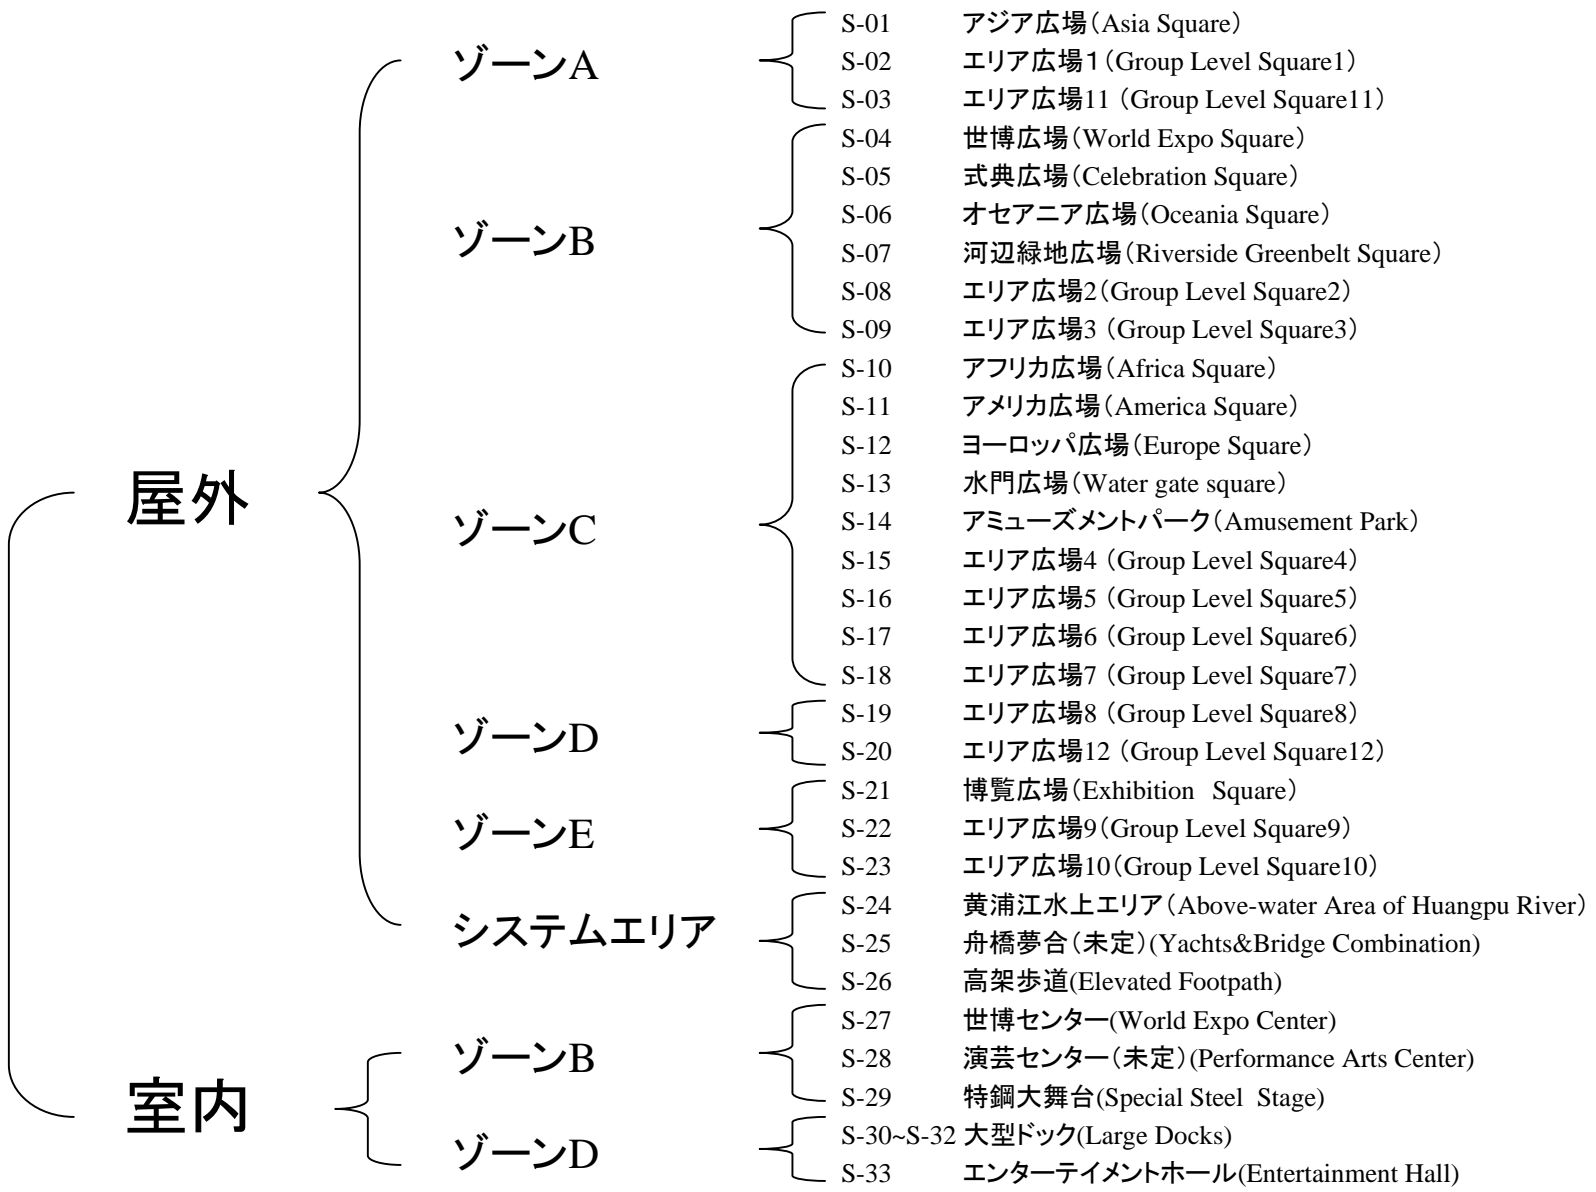 屋外
ゾーンA
S-01 アジア広場（Asia Square）
S-02 エリア広場１（Group Level Square1）
S-03 エリア広場11 （Group Level Square11）
ゾーンB
S-04 世博広場（World Expo Square）
S-05 式典広場（Celebration Square）
S-06 オセアニア広場（Oceania Square）
S-07 河辺緑地広場（Riverside Greenbelt Square）
S-08 エリア広場2（Group Level Square2）
S-09 エリア広場3 （Group Level Square3）
ゾーンC
S-10 アフリカ広場（Africa Square）
S-11 アメリカ広場（America Square）
S-12 ヨーロッパ広場（Europe Square）
S-13 水門広場（Water gate square）
S-14 アミューズメントパーク（Amusement Park）
S-15 エリア広場4 （Group Level Square4）
S-16 エリア広場5 （Group Level Square5）
S-17 エリア広場6 （Group Level Square6）
S-18 エリア広場7 （Group Level Square7）
ゾーンD
S-19 エリア広場8 （Group Level Square8）
S-20 エリア広場12 （Group Level Square12）
ゾーンE
S-21 博覧広場（Exhibition Square）
S-22 エリア広場9（Group Level Square9）
S-23 エリア広場10（Group Level Square10）
システムエリア
S-24 黄浦江水上エリア（Above-water Area of Huangpu River）
S-25 舟橋夢合（未定）(Yachts&Bridge Combination)
S-26 高架歩道(Elevated Footpath)
室内
ゾーンB
S-27 世博センター(World Expo Center)
S-28 演芸センター（未定）(Performance Arts Center)
S-29 特鋼大舞台(Special Steel Stage)
ゾーンD
S-30~S-32 大型ドック(Large Docks)
S-33 エンターテイメントホール(Entertainment Hall)